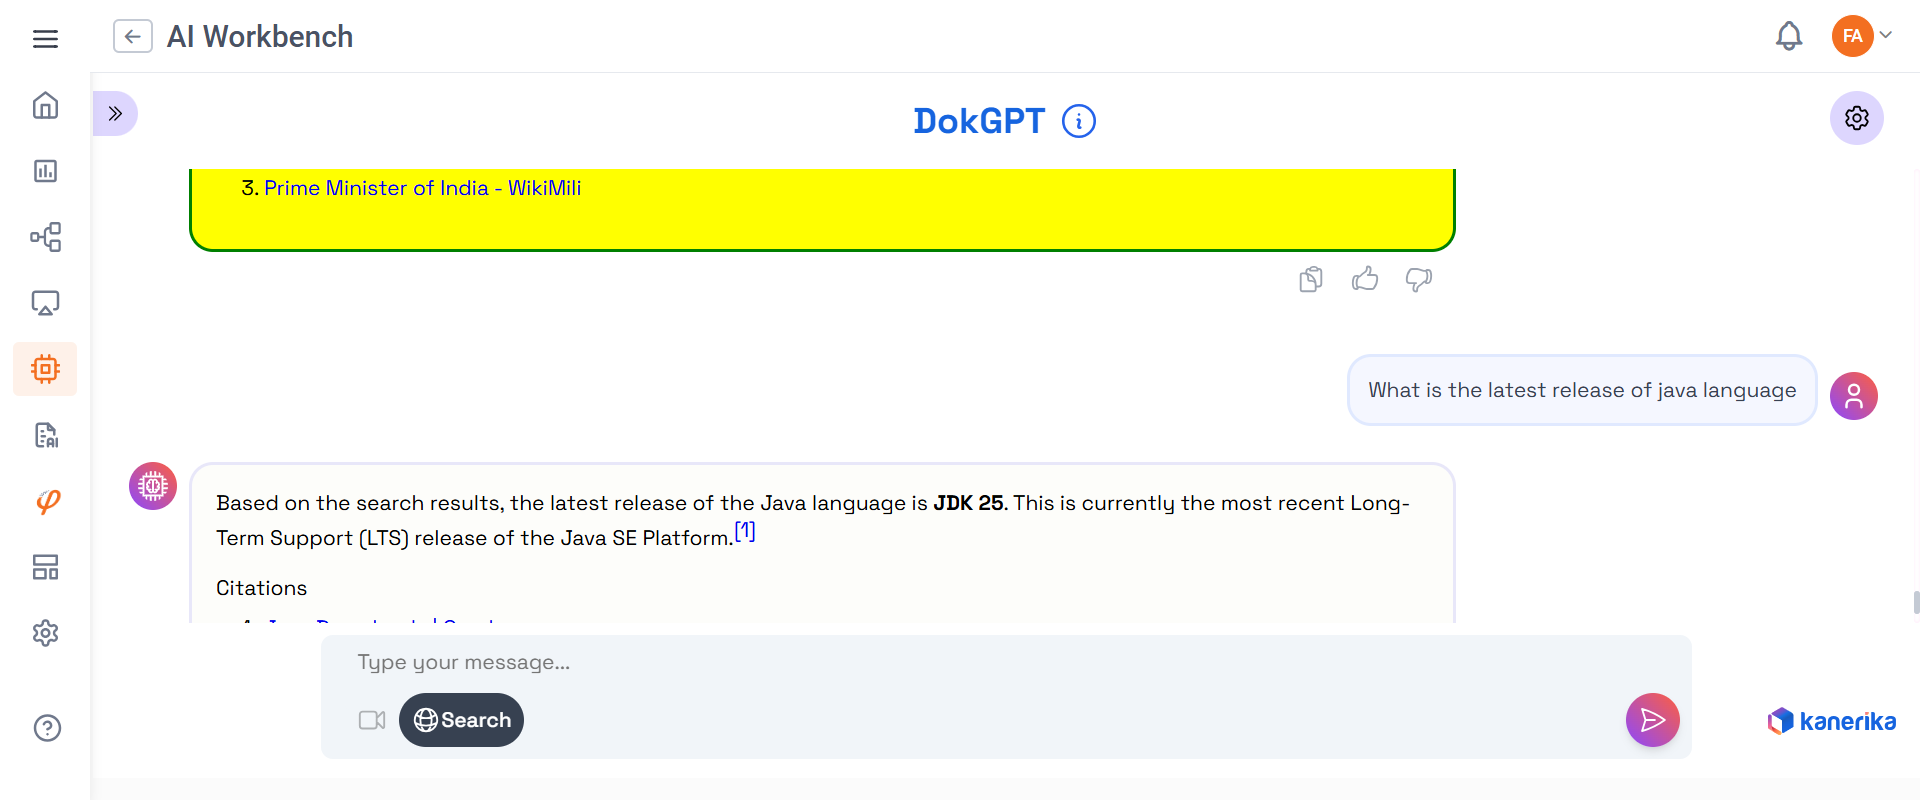 AI Workbench
FA
DokGPT
3. Prime Minister of India - WikiMili
What is the latest release of java language
Based on the search results, the latest release of the Java language is JDK 25. This is currently the most recent Long-
Term Support (LTS) release of the Java SE Platform.[1]
Citations
Type your message...
Search
kanerika